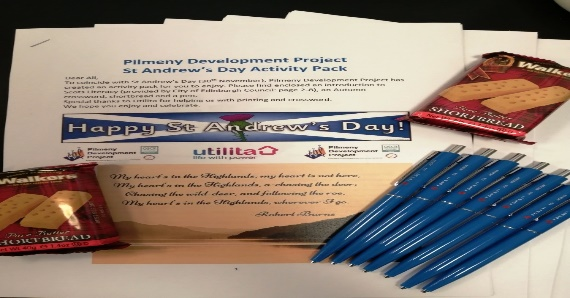 Pilmeny Development Project
St Andrew's Day Activity Pack
Dear All,
To coincide with St Andrew's Day (30th November), Pilmeny Development Project has
created an activity pack for you to enjoy. Please find enclosed an introduction to
Scots Literacy (provided by City of Edinburgh Council: page 2-8), an Autumn
crossword, shortbread and a pen!
Special thanks to Utilita for helping us with printing and crossword.
We hope you enjoy and celebrate.
Happy St Andrew's Day!
Pilmeny
Development
Project
utilita
life with power
Pilmeny
Development
Project
My heart's in the Highlands, my heart is not here,
My heart's in the Highlands, a-chasing the deer;
Chasing the wild-deer, and following the roe,
My heart's in the Highlands, wherever I go.
Robert Burns
Walkers
Pure Butter
SHORTBREAD
Walker
Pure Butter
SHORTBREAD